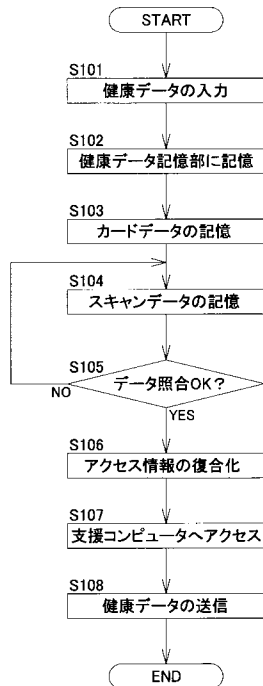 START
S101
健康データの入力
S102
健康データ記憶部に記憶
S103
カードデータの記憶
S104
スキャンデータの記憶
S105
データ照合OK？
NO
YES
S106
アクセス情報の復合化
S107
支援コンピュータへアクセス
S108
健康データの送信
END